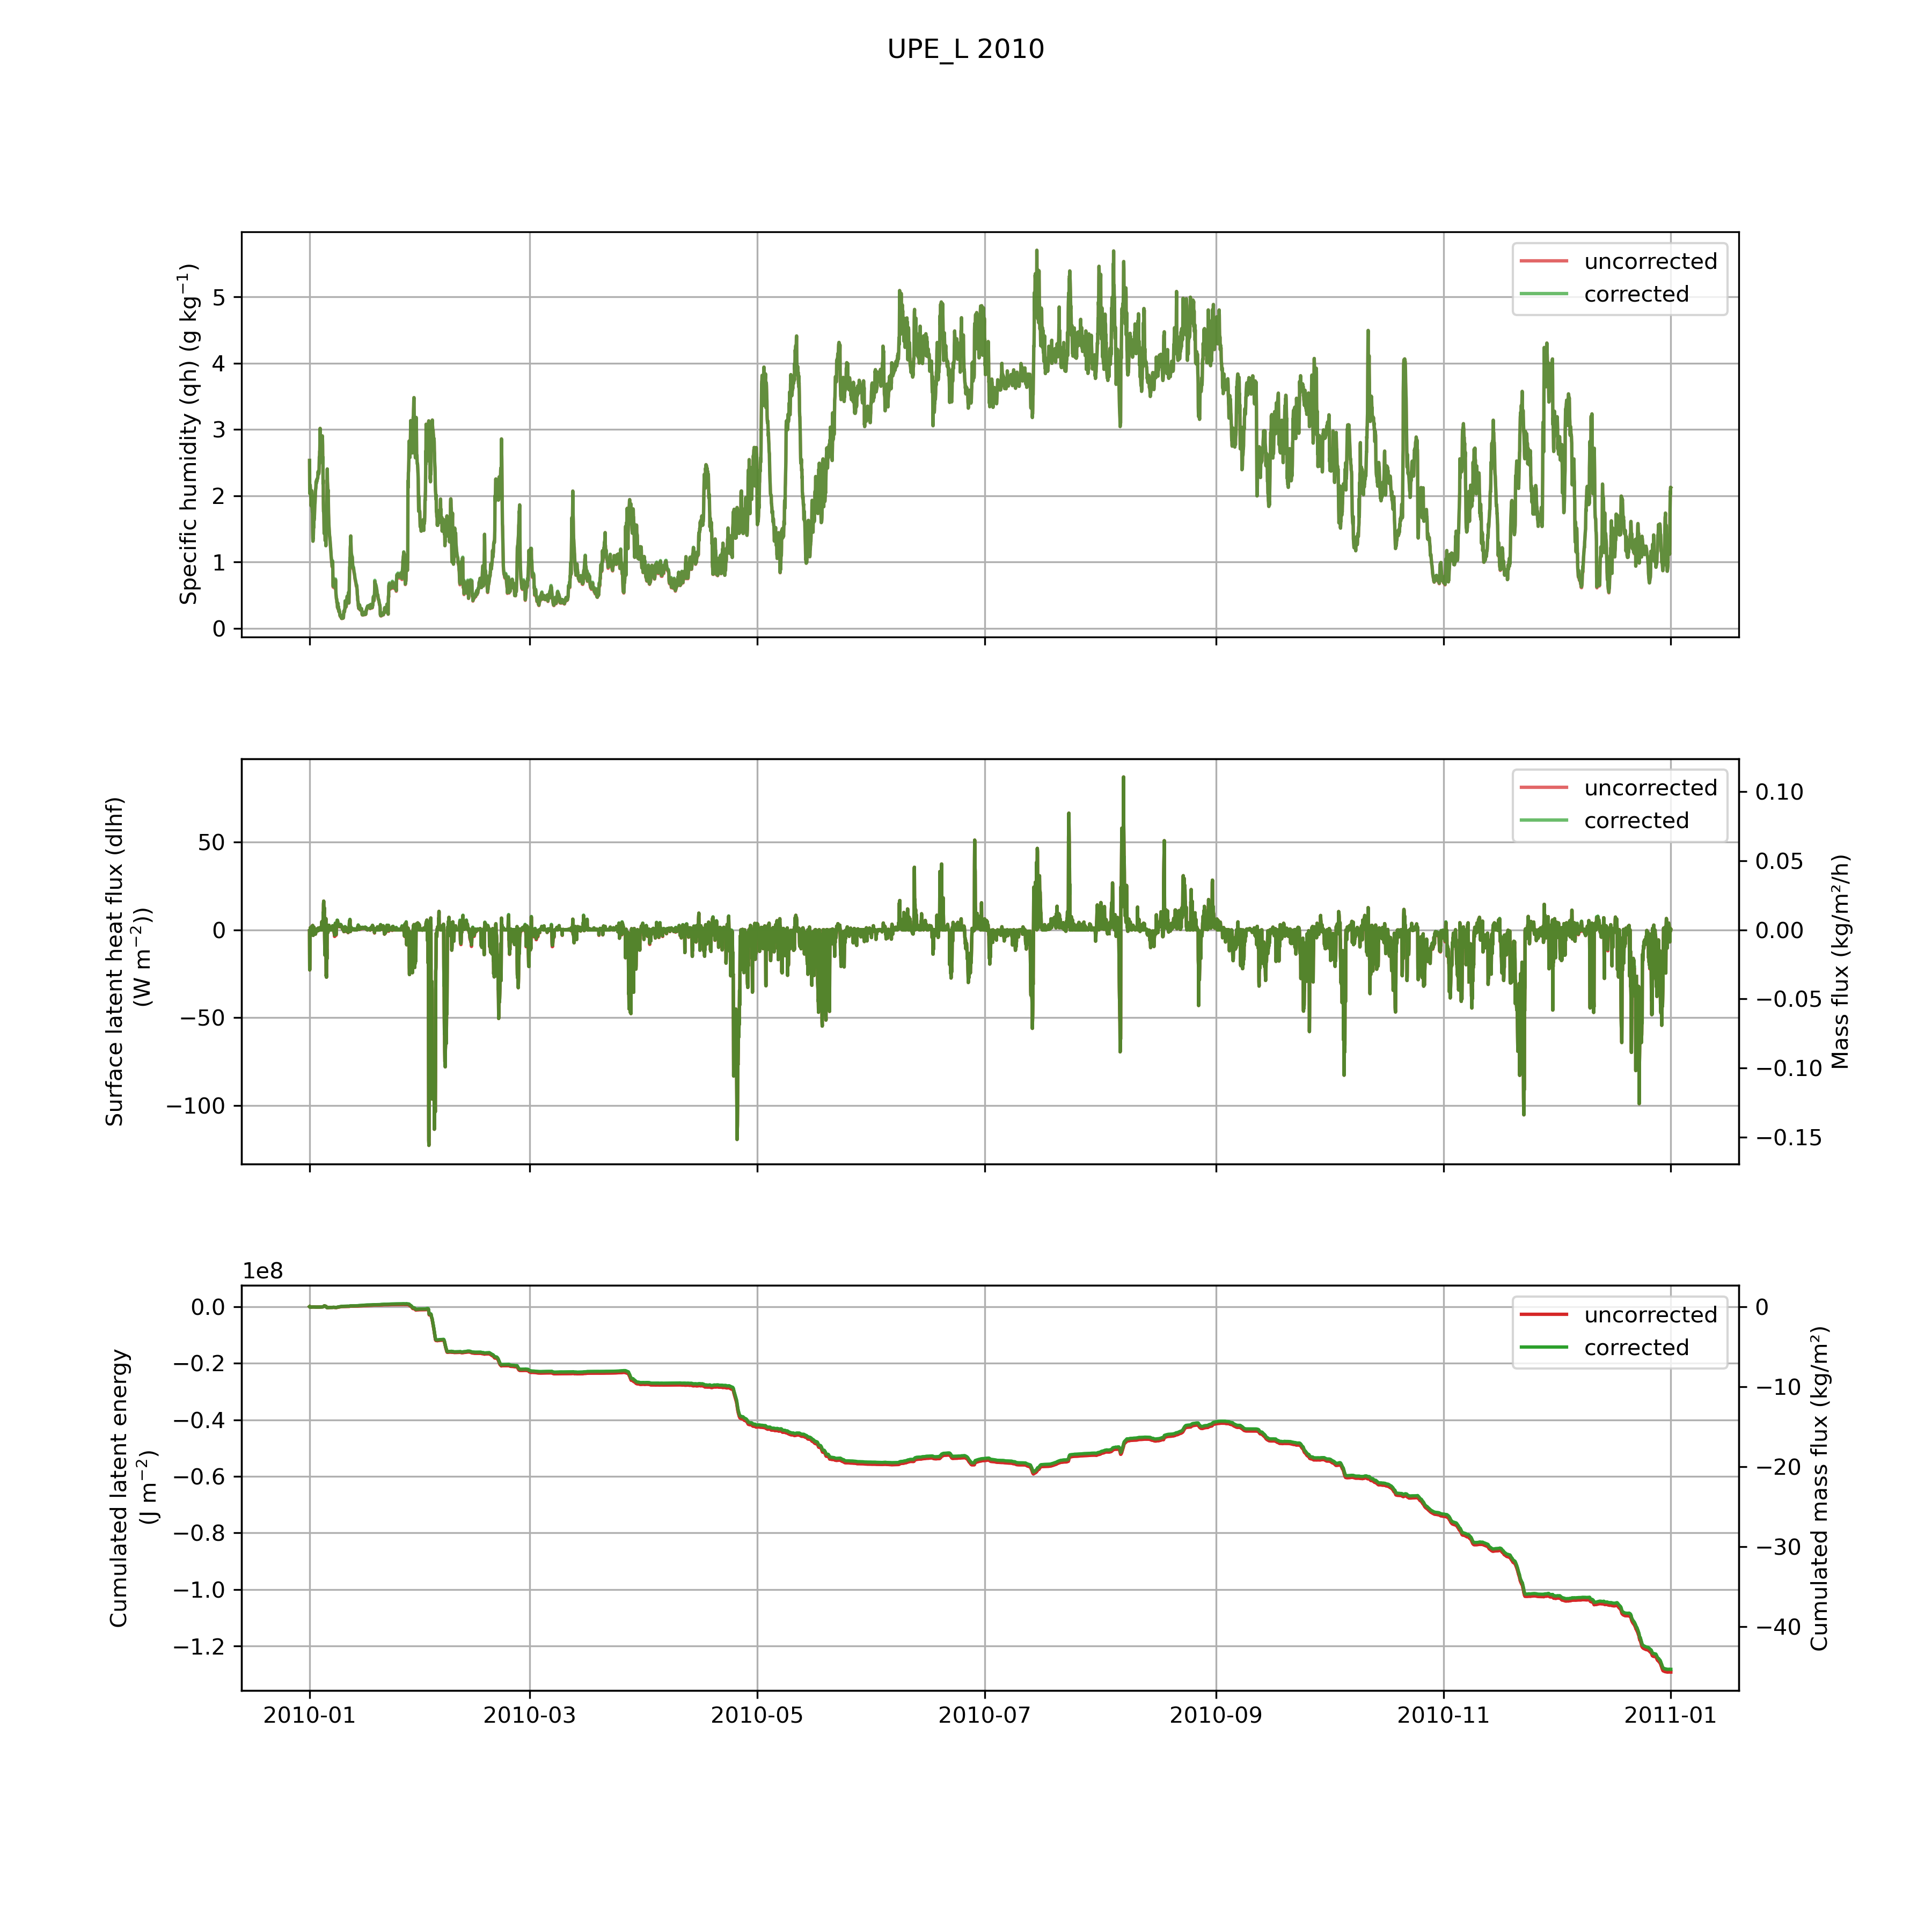 UPE_L 2010
Specific humidity (qh) (g kg⁻¹)
5
4
3
2
1
0
uncorrected
corrected
Surface latent heat flux (dlhf)
(W m⁻²))
50
0
−50
−100
uncorrected
corrected
0.10
0.05
0.00
−0.05
−0.10
−0.15
Mass flux (kg/m²/h)
1e8
Cumulated latent energy
(J m⁻²)
0.0
−0.2
−0.4
−0.6
−0.8
−1.0
−1.2
uncorrected
corrected
0
−10
−20
−30
−40
Cumulated mass flux (kg/m²)
2010-01 2010-03 2010-05 2010-07 2010-09 2010-11 2011-01